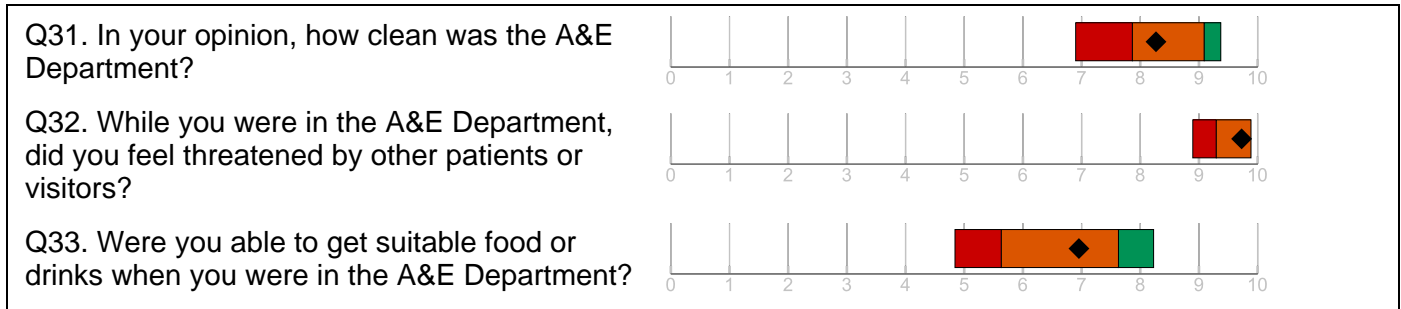 Q31. In your opinion, how clean was the A&E
Department?
0 1 2 3 4 5 6 7 8 9 10
Q32. While you were in the A&E Department,
did you feel threatened by other patients or
visitors?
0 1 2 3 4 5 6 7 8 9 10
Q33. Were you able to get suitable food or
drinks when you were in the A&E Department?
0 1 2 3 4 5 6 7 8 9 10